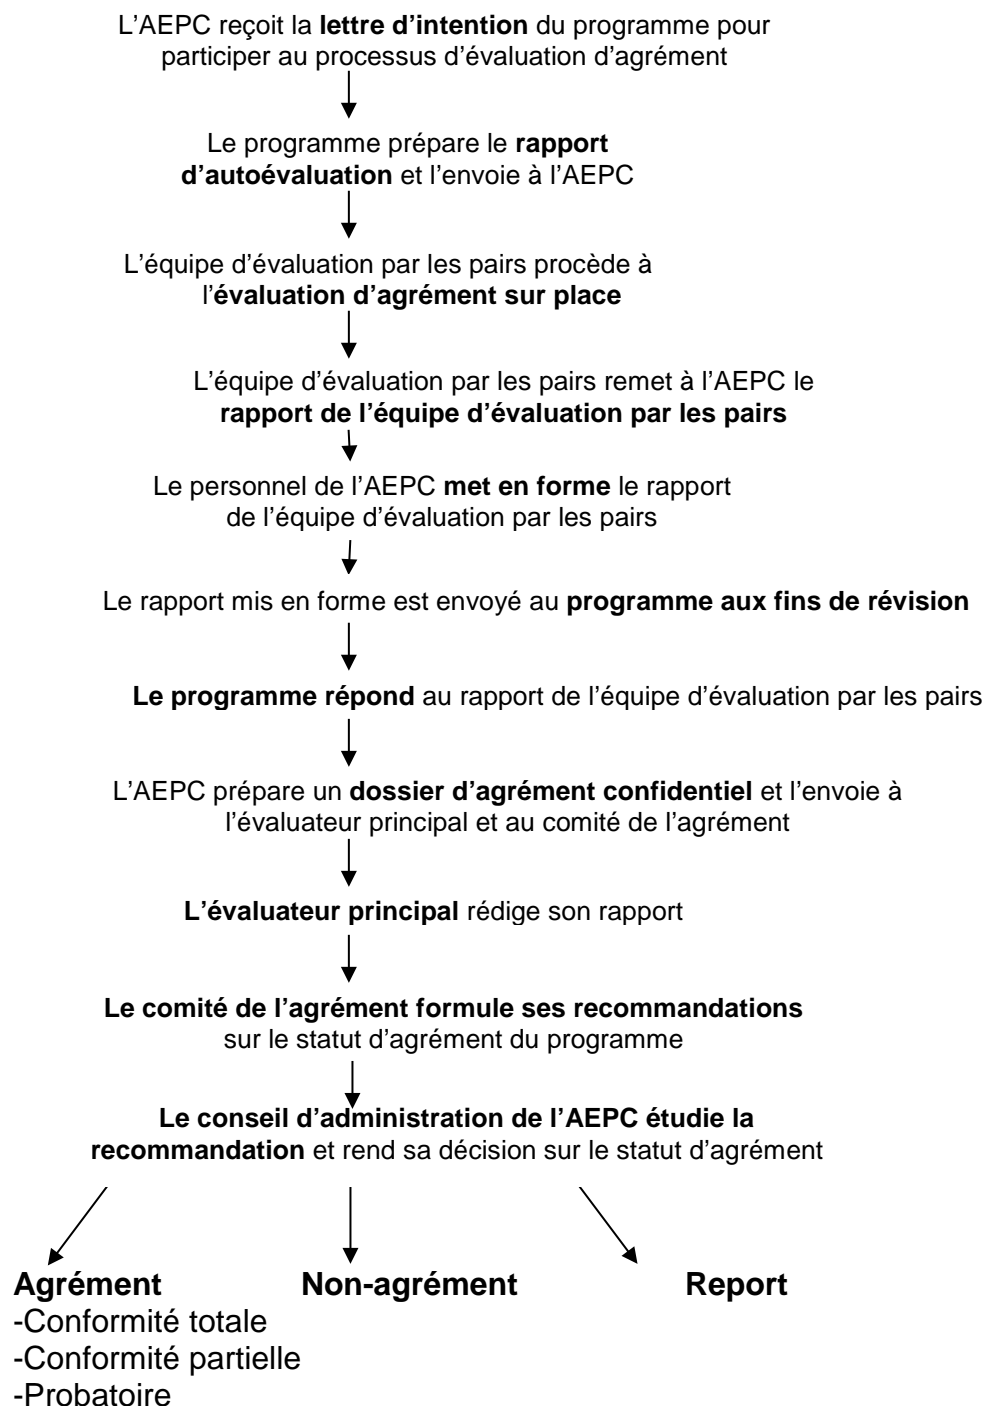 L’AEPC reçoit la lettre d’intention du programme pour
participer au processus d’évaluation d’agrément
Le programme prépare le rapport
d’autoévaluation et l’envoie à l’AEPC
L’équipe d’évaluation par les pairs procède à
l’évaluation d’agrément sur place
L’équipe d’évaluation par les pairs remet à l’AEPC le
rapport de l’équipe d’évaluation par les pairs
Le personnel de l’AEPC met en forme le rapport
de l’équipe d’évaluation par les pairs
Le rapport mis en forme est envoyé au programme aux fins de révision
Le programme répond au rapport de l’équipe d’évaluation par les pairs
L’AEPC prépare un dossier d’agrément confidentiel et l’envoie à
l’évaluateur principal et au comité de l’agrément
L’évaluateur principal rédige son rapport
Le comité de l’agrément formule ses recommandations
sur le statut d’agrément du programme
Le conseil d’administration de l’AEPC étudie la
recommandation et rend sa décision sur le statut d’agrément
Agrément Non-agrément Report
-Conformité totale
-Conformité partielle
-Probatoire